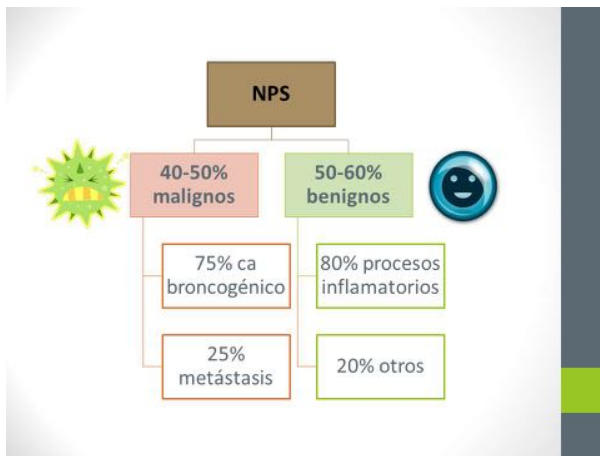 NPS
40-50%
malignos
50-60%
benignos
75% ca
broncogénico
80% procesos
inflamatorios
25%
metástasis
20% otros